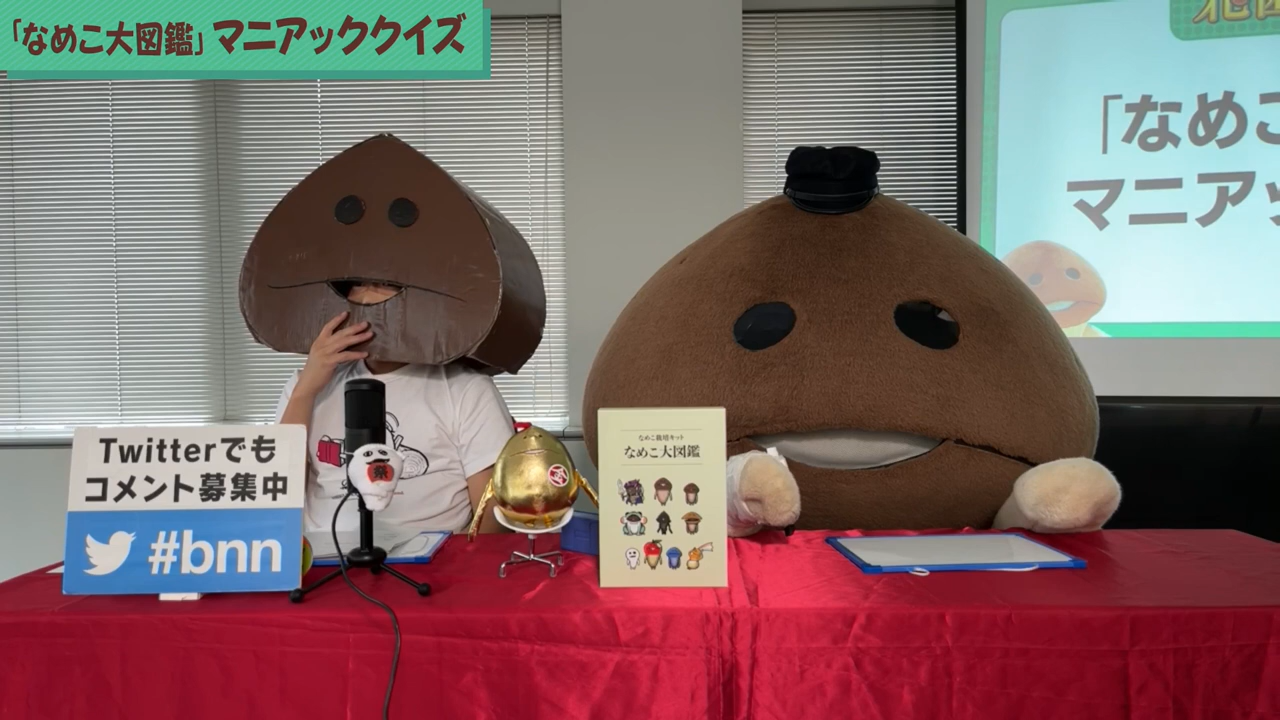 「なめこ大図鑑」マニアッククイズ
「なめこ
マニアッ
Twitterでも
コメント募集中
#bnn
祭
なめこ栽培キット
なめこ大図鑑